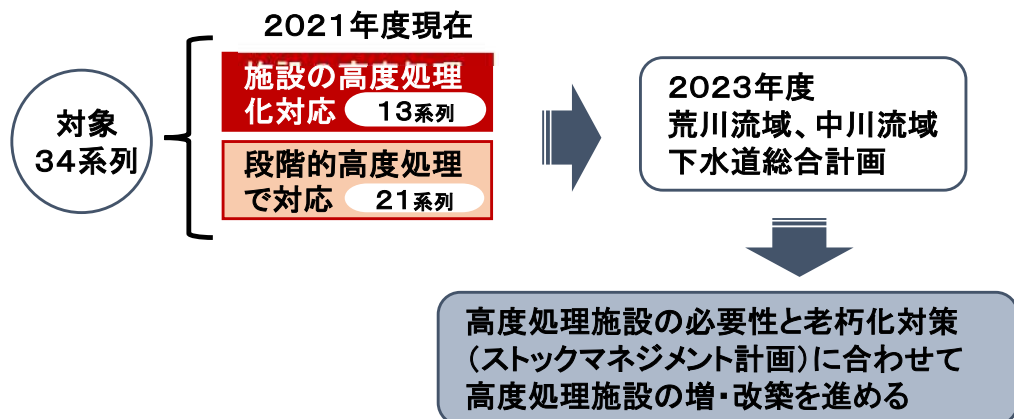 2021年度現在
対象
34系列
施設の高度処理
化対応 13系列
段階的高度処理
で対応 21系列
2023年度
荒川流域、中川流域
下水道総合計画
高度処理施設の必要性と老朽化対策
（ストックマネジメント計画）に合わせて
高度処理施設の増・改築を進める